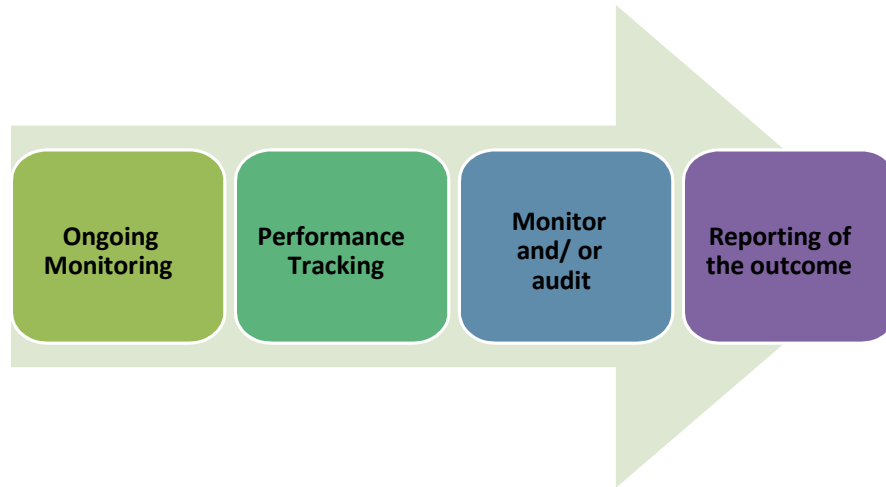 Ongoing
Monitoring
Performance
Tracking
Monitor
and/ or
audit
Reporting of
the outcome